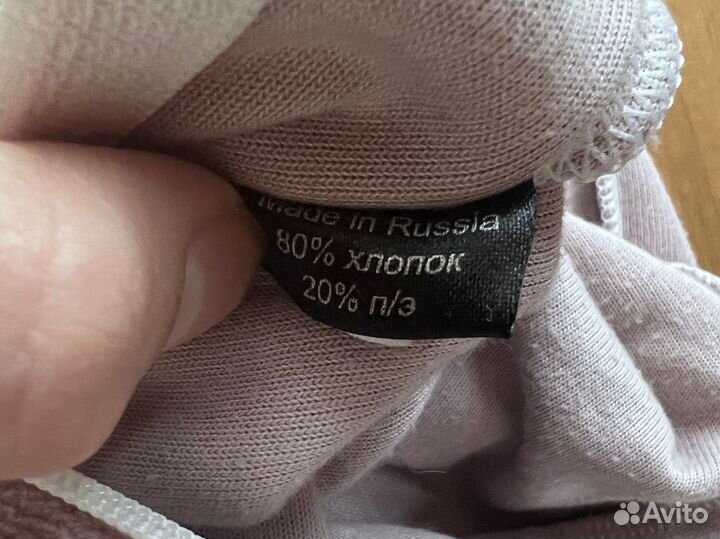 Made in Russia
80% хлопок
20% п/э
Avito